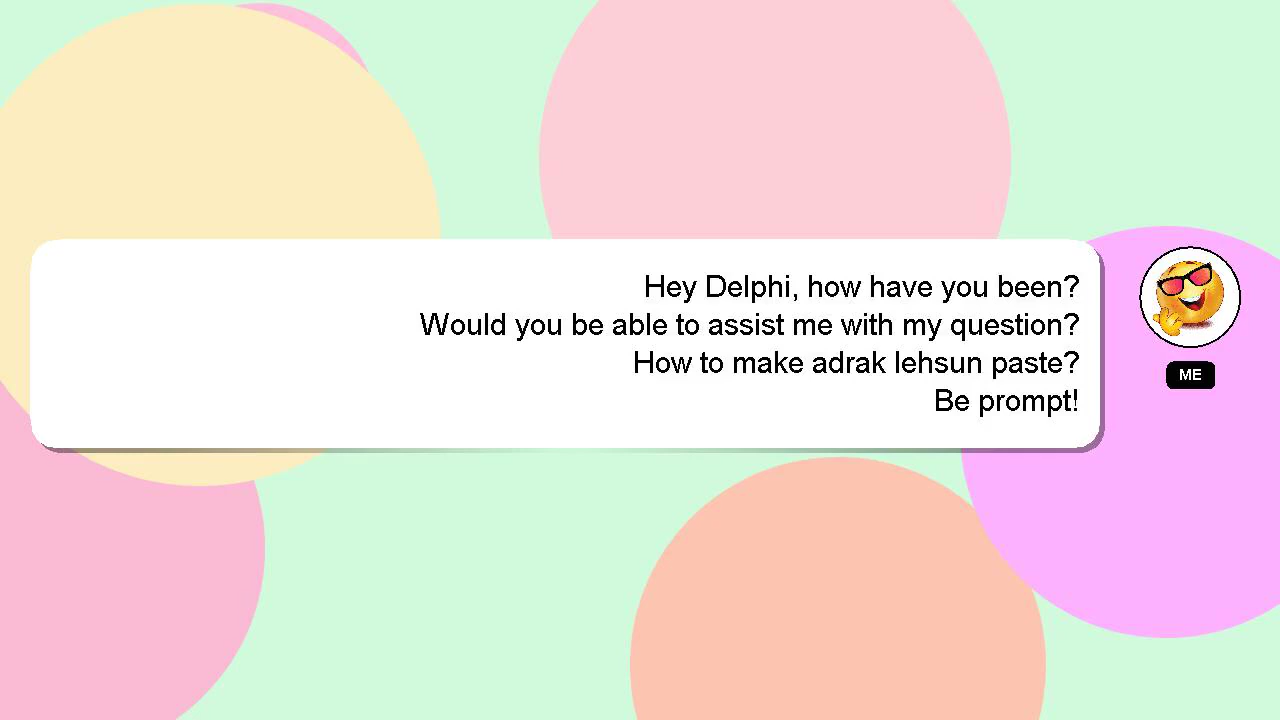 Hey Delphi, how have you been?
Would you be able to assist me with my question?
How to make adrak lehsun paste?
Be prompt!
ME